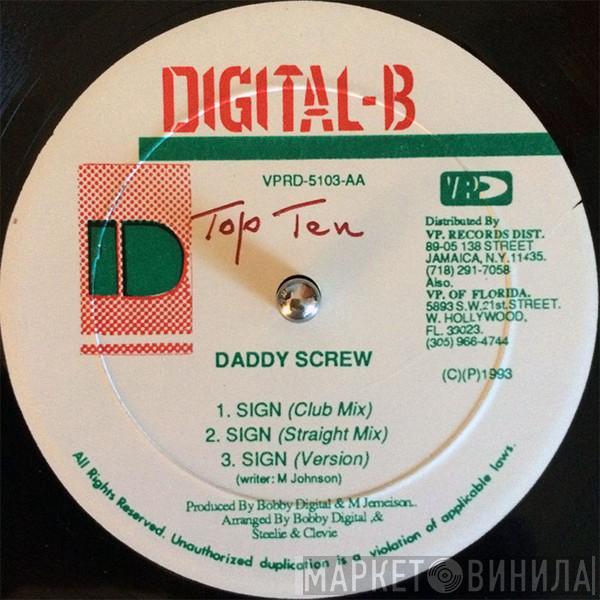 DIGITAL-B
VPRD-5103-AA
VPD
Top Ten
D
Distributed By
VP. RECORDS DIST.
89-05 138 STREET
JAMAICA, N.Y. 11435.
(718) 291-7058
Also.
VP. OF FLORIDA.
5893 S.W.21st.STREET.
W. HOLLYWOOD,
FL. 33023.
(305) 966-4744
(C)(P)1993
DADDY SCREW
1. SIGN (Club Mix)
2. SIGN (Straight Mix)
3. SIGN (Version)
(writer: M Johnson)
Produced By Bobby Digital & M Jemeison..
Arranged By Bobby Digital ,&
Steelie & Clevie
All Rights Reserved. Unauthorized duplication is a violation of applicable laws.
МАРКЕТ ВИНИЛА